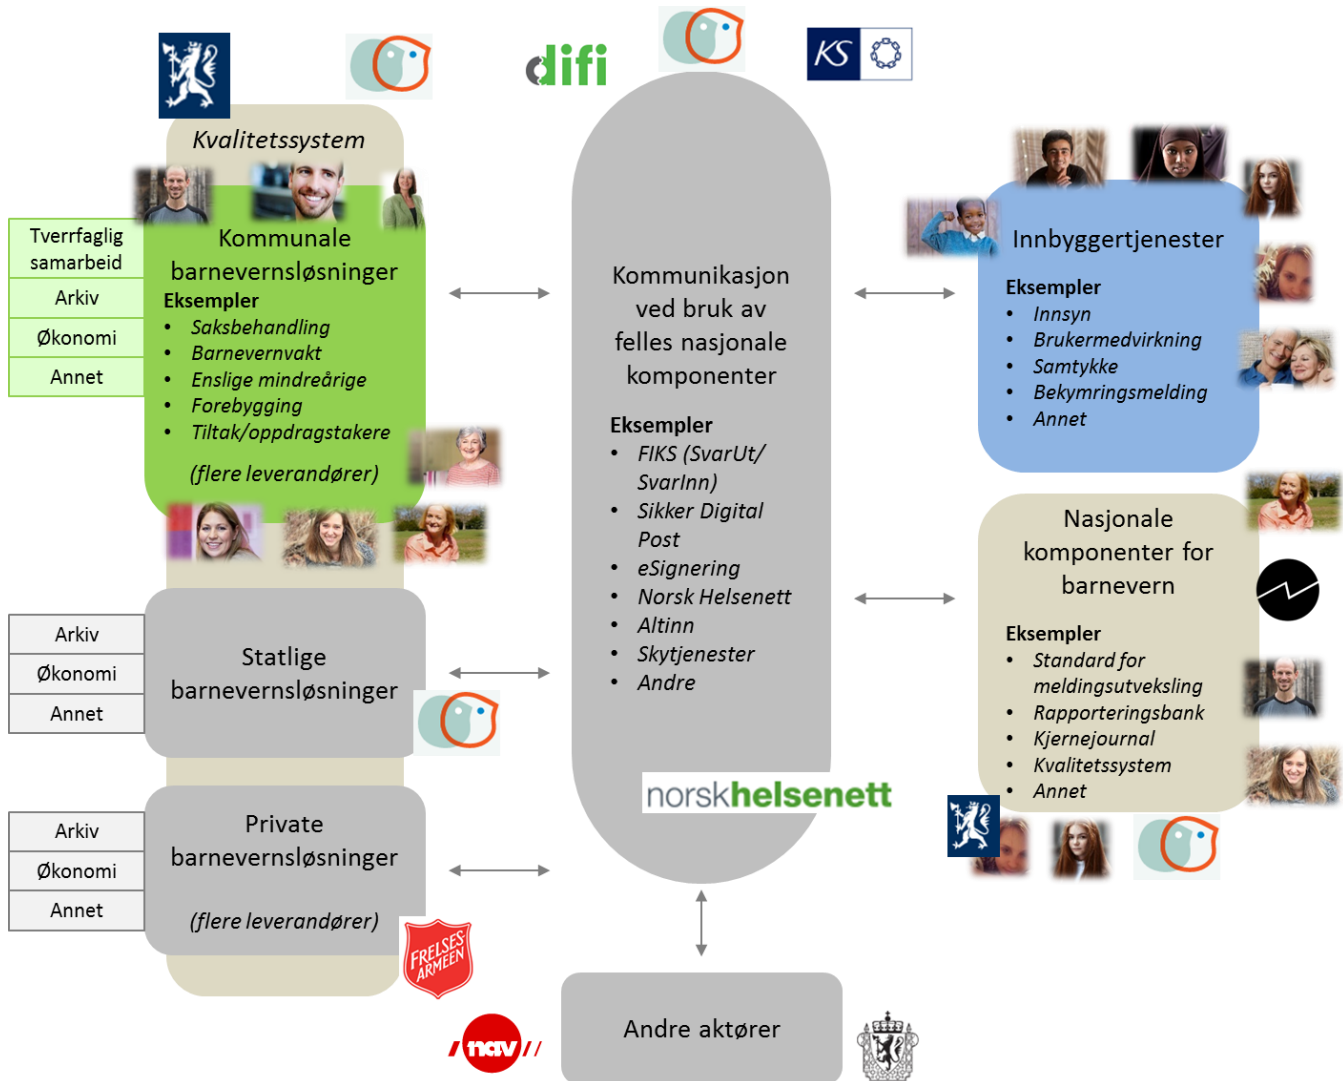 difi
KS
Kvalitetssystem
Tverrfaglig
samarbeid
Arkiv
Økonomi
Annet
Kommunale
barnevernsløsninger
Eksempler
• Saksbehandling
• Barnevernvakt
• Enslige mindreårige
• Forebygging
• Tiltak/oppdragstakere
(flere leverandører)
Arkiv
Økonomi
Annet
Statlige
barnevernsløsninger
Arkiv
Økonomi
Annet
Private
barnevernsløsninger
(flere leverandører)
FRELSES-
ARMEEN
Kommunikasjon
ved bruk av
felles nasjonale
komponenter
Eksempler
• FIKS (SvarUt/
SvarInn)
• Sikker Digital
Post
• eSignering
• Norsk Helsenett
• Altinn
• Skytjenester
• Andre
norskhelsenett
Innbyggertjenester
Eksempler
• Innsyn
• Brukermedvirkning
• Samtykke
• Bekymringsmelding
• Annet
Nasjonale
komponenter for
barnevern
Eksempler
• Standard for
meldingsutveksling
• Rapporteringsbank
• Kjernejournal
• Kvalitetssystem
• Annet
nav
Andre aktører